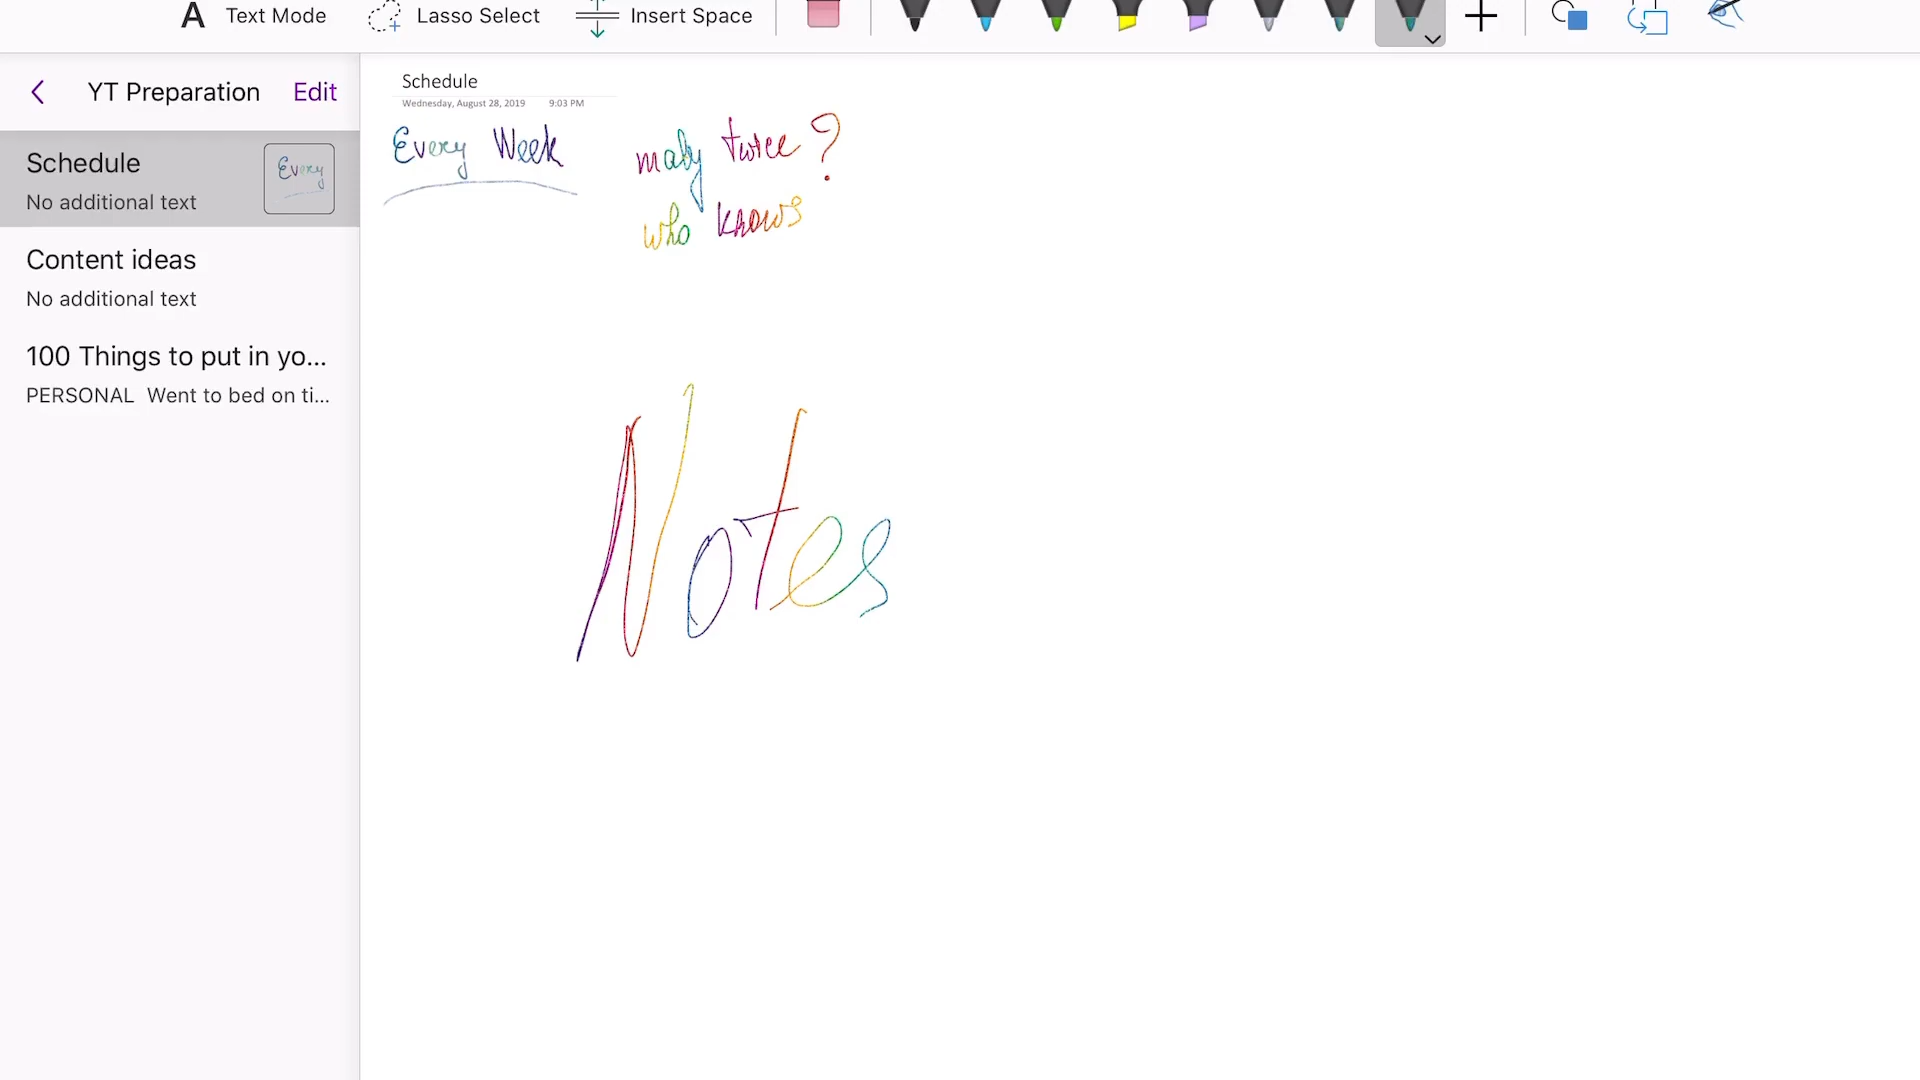 A Text Mode Lasso Select Insert Space
YT Preparation Edit
Schedule
No additional text
Every
Content ideas
No additional text
100 Things to put in yo...
PERSONAL Went to bed on ti...
Schedule
Wednesday, August 28, 2019 9:03 PM
Every Week
maby twice ?
who knows
Notes